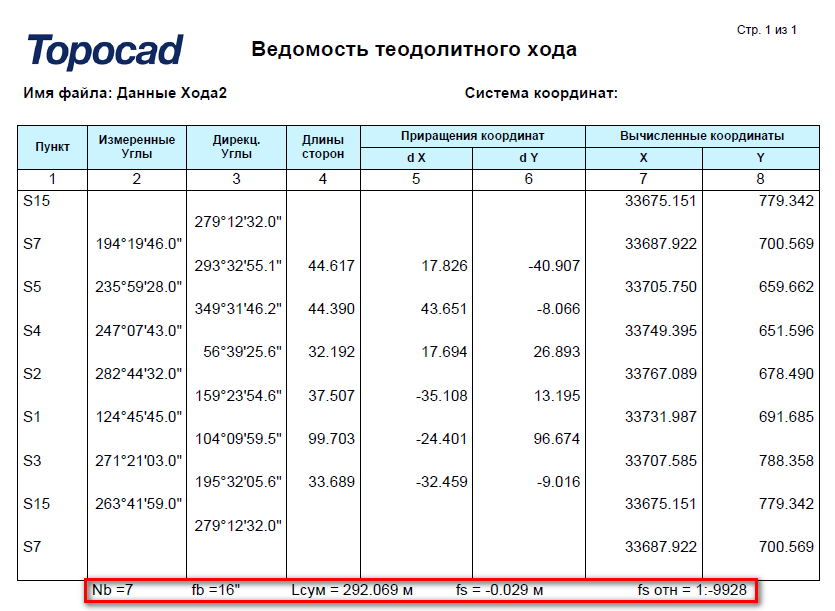 Стр. 1 из 1
Topocad
Ведомость теодолитного хода
Имя файла: Данные Хода2 Система координат:
Пункт Измеренные Углы Дирекц. Углы Длины сторон Приращения координат Вычисленные координаты
d X d Y X Y
1 2 3 4 5 6 7 8
S15 33675.151 779.342
279°12'32.0"
S7 194°19'46.0" 33687.922 700.569
293°32'55.1" 44.617 17.826 -40.907
S5 235°59'28.0" 33705.750 659.662
349°31'46.2" 44.390 43.651 -8.066
S4 247°07'43.0" 33749.395 651.596
56°39'25.6" 32.192 17.694 26.893
S2 282°44'32.0" 33767.089 678.490
159°23'54.6" 37.507 -35.108 13.195
S1 124°45'45.0" 33731.987 691.685
104°09'59.5" 99.703 -24.401 96.674
S3 271°21'03.0" 33707.585 788.358
195°32'05.6" 33.689 -32.459 -9.016
S15 263°41'59.0" 33675.151 779.342
279°12'32.0"
S7 33687.922 700.569
Nb =7 fb =16" Lсум = 292.069 м fs = -0.029 м fs отн = 1:-9928